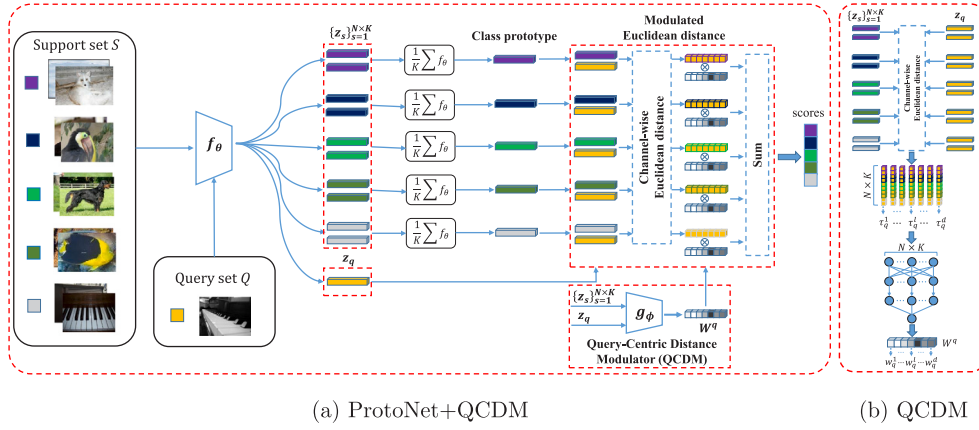 Support set S
Query set Q
f_θ
{z_s}_{s=1}^{N×K}
1/K ∑ f_θ
1/K ∑ f_θ
1/K ∑ f_θ
1/K ∑ f_θ
1/K ∑ f_θ
z_q
Class prototype
Modulated
Euclidean distance
Channel-wise
Euclidean distance
⊗
⊗
⊗
⊗
⊗
Sum
scores
{z_s}_{s=1}^{N×K}
z_q
g_ϕ
W^q
Query-Centric Distance
Modulator (QCDM)
(a) ProtoNet+QCDM
{z_s}_{s=1}^{N×K}
z_q
Channel-wise
Euclidean distance
N × K
τ_q^1 ··· τ_q^l ··· τ_q^d
N × K
W^q
w_q^1 ··· w_q^l ··· w_q^d
(b) QCDM